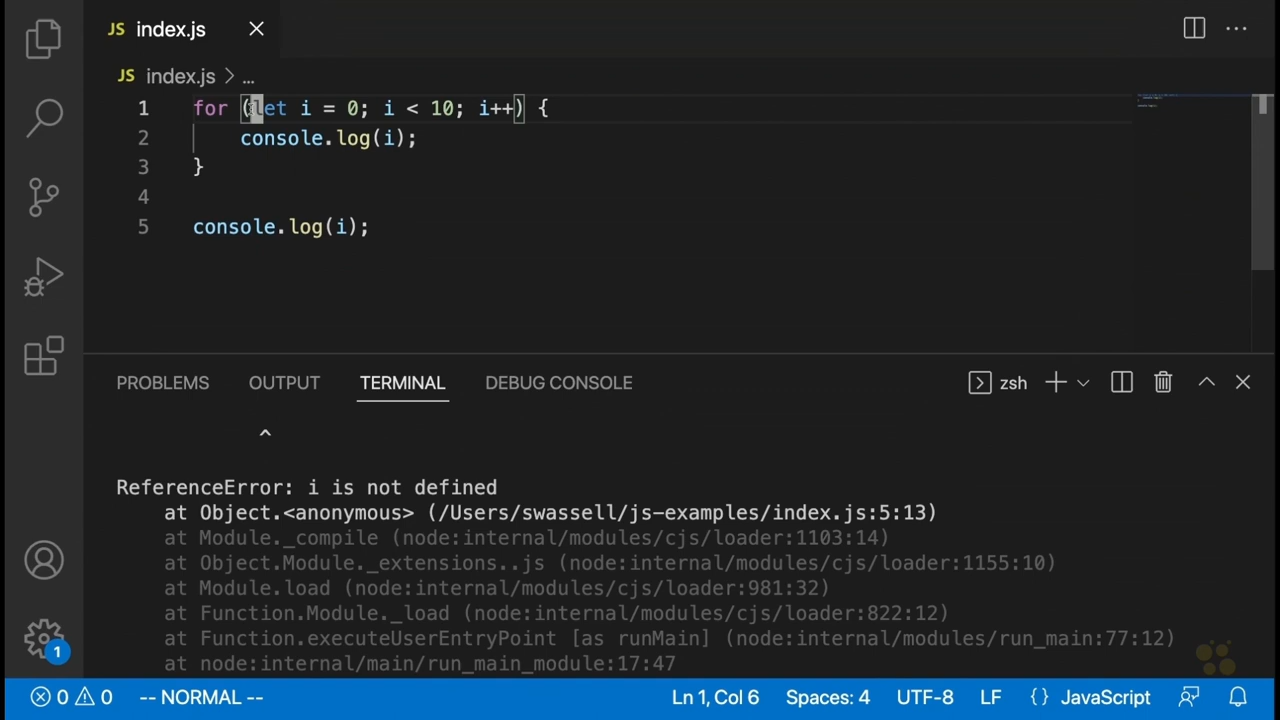 JS index.js
JS index.js > ...
1 for (let i = 0; i < 10; i++) {
2     console.log(i);
3 }
4
5 console.log(i);
PROBLEMS OUTPUT TERMINAL DEBUG CONSOLE zsh
^
ReferenceError: i is not defined
    at Object.<anonymous> (/Users/swassell/js-examples/index.js:5:13)
    at Module._compile (node:internal/modules/cjs/loader:1103:14)
    at Object.Module._extensions..js (node:internal/modules/cjs/loader:1155:10)
    at Module.load (node:internal/modules/cjs/loader:981:32)
    at Function.Module._load (node:internal/modules/cjs/loader:822:12)
    at Function.executeUserEntryPoint [as runMain] (node:internal/modules/run_main:77:12)
    at node:internal/main/run_main_module:17:47
1
0 0 -- NORMAL -- Ln 1, Col 6 Spaces: 4 UTF-8 LF {} JavaScript